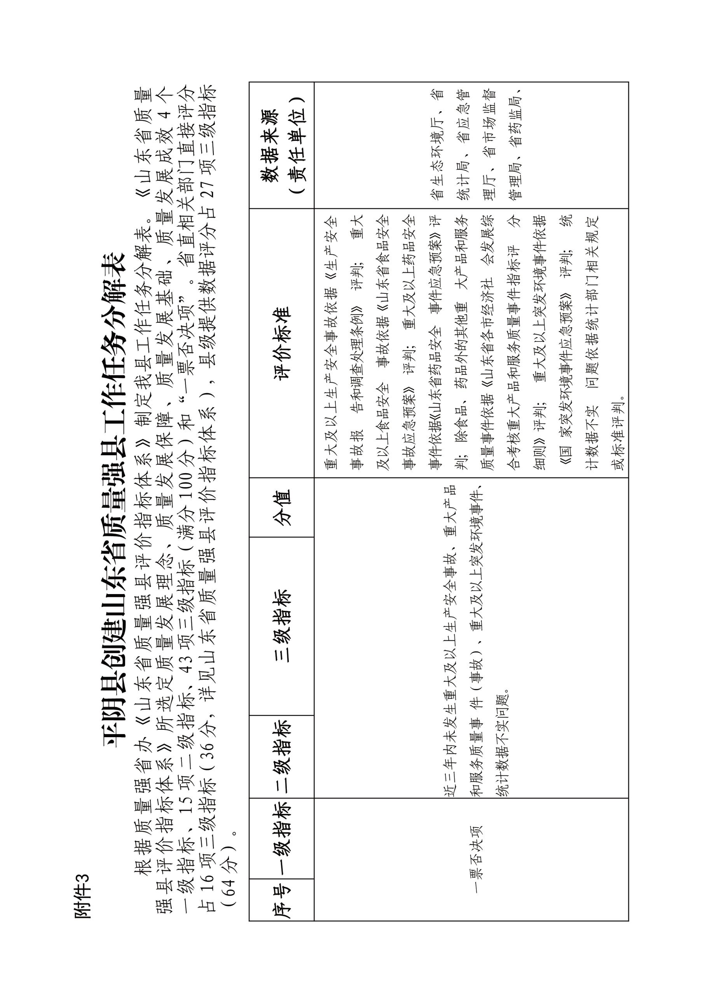 附件3
平阴县创建山东省质量强县工作任务分解表
根据质量强省办《山东省质量强县评价指标体系》制定我县工作任务分解表。《山东省质量
强县评价指标体系》所选定质量发展理念、质量发展保障、质量发展基础、质量发展成效 4 个
一级指标、15 项二级指标、43 项三级指标（满分 100 分）和“一票否决项”。省直相关部门直接评分
占 16 项三级指标（36 分，详见山东省质量强县评价指标体系），县级提供数据评分占 27 项三级指标
（64 分）。
序号 一级指标 二级指标 三级指标 分值 评价标准 数据来源
（责任单位）
一票否决项
近三年内未发生重大及以上生产安全事故、重大产品
和服务质量事 件（事故）、重大及以上突发环境事件、
统计数据不实问题。
重大及以上生产安全事故依据《生产安全
事故报 告和调查处理条例》 评判； 重大
及以上食品安全 事故依据《山东省食品安全
事故应急预案》 评判； 重大及以上药品安全
事件依据《山东省药品安全 事件应急预案》评
判； 除食品、药品外的其他重 大产品和服务
质量事件依据《山东省各市经济社 会发展综
合考核重大产品和服务质量事件指标评 分
细则》评判； 重大及以上突发环境事件依据
《国 家突发环境事件应急预案》 评判； 统
计数据不实 问题依据统计部门相关规定
或标准评判。
省生态环境厅、省
统计局、省应急管
理厅、省市场监督
管理局、省药监局、